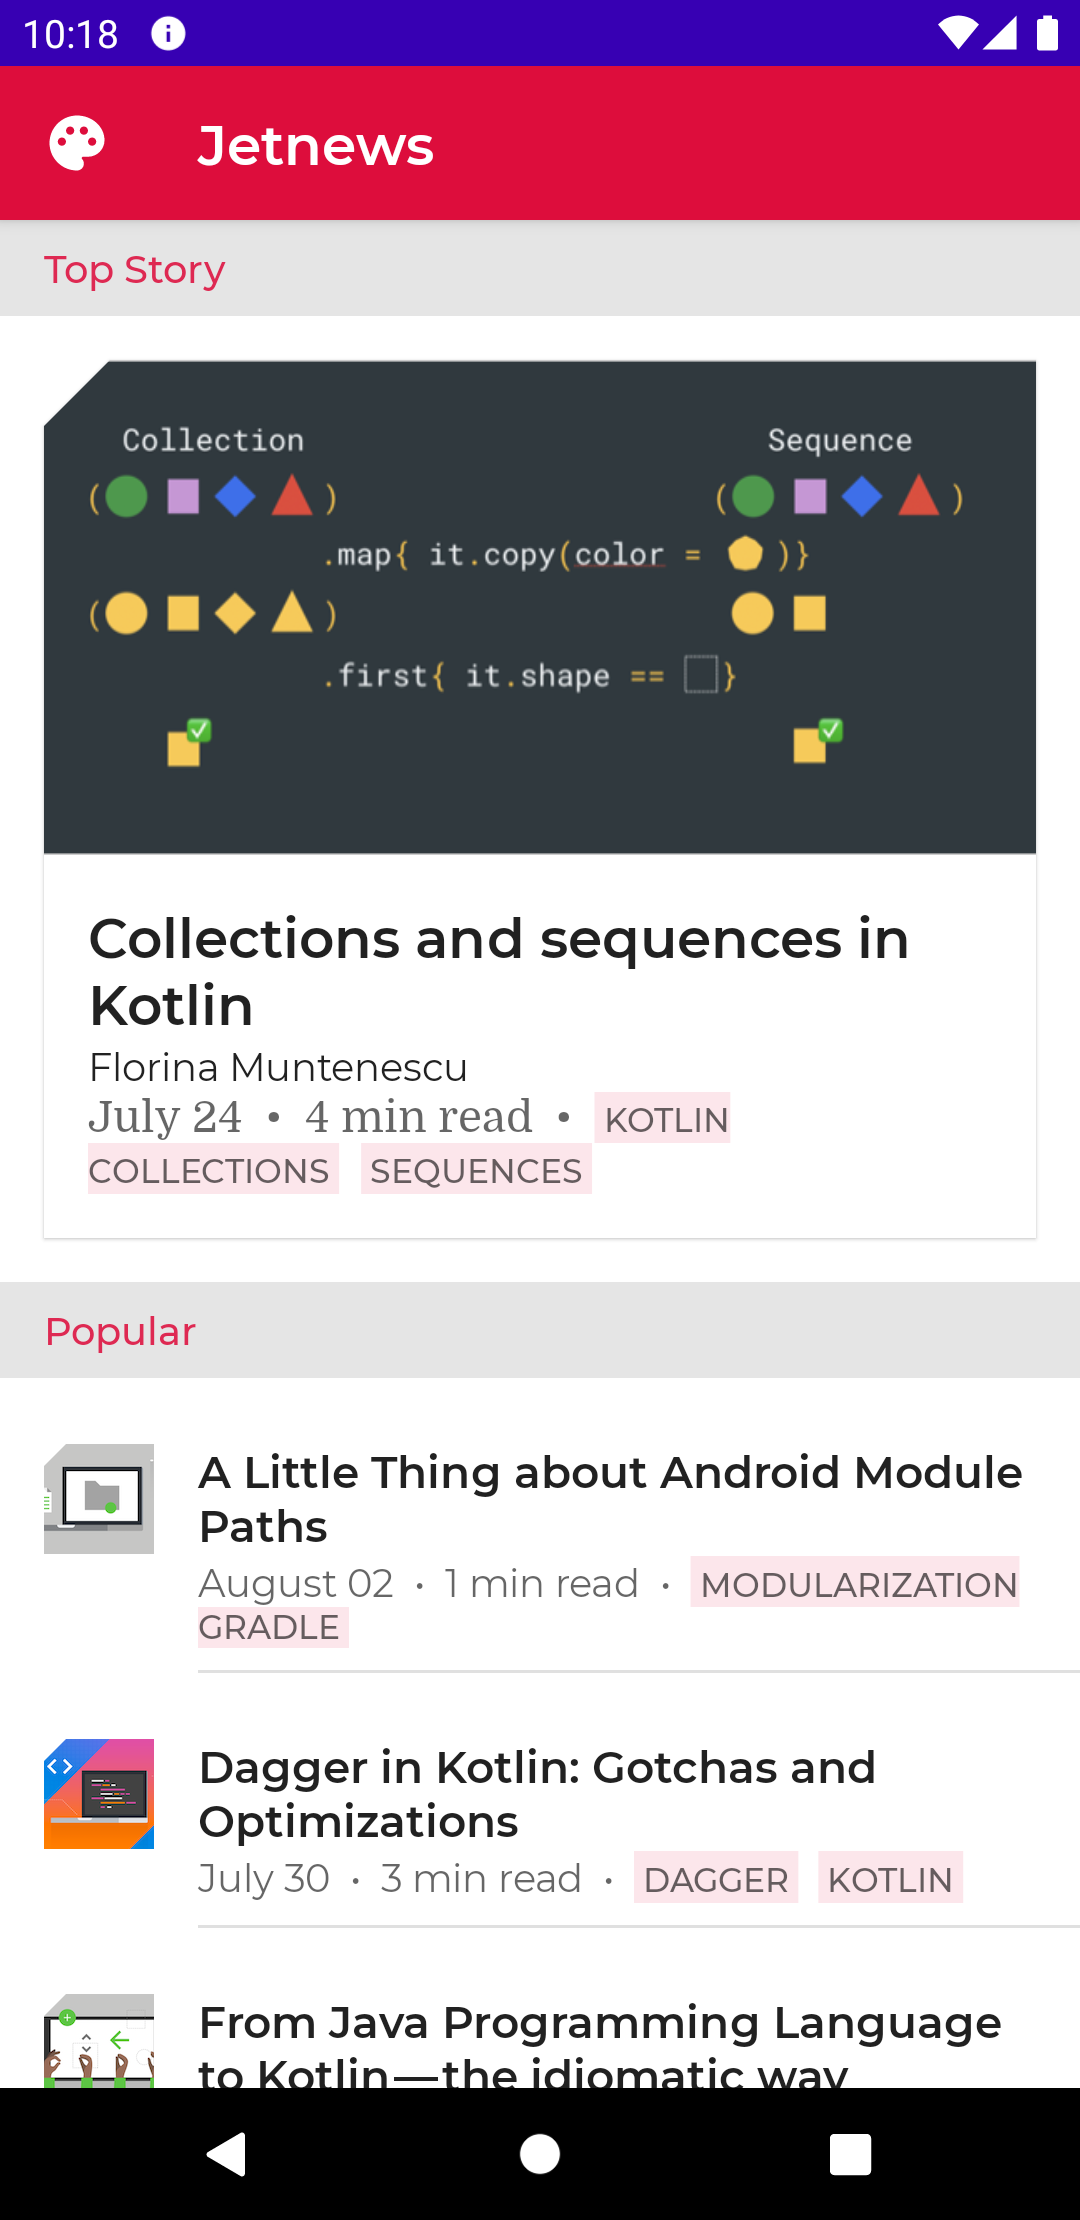 10:18
Jetnews
Top Story
Collection Sequence
( ) ( )
.map{ it.copy(color = )}
( )
.first{ it.shape == }
Collections and sequences in
Kotlin
Florina Muntenescu
July 24 • 4 min read • KOTLIN
COLLECTIONS SEQUENCES
Popular
A Little Thing about Android Module
Paths
August 02 • 1 min read • MODULARIZATION
GRADLE
Dagger in Kotlin: Gotchas and
Optimizations
July 30 • 3 min read • DAGGER KOTLIN
From Java Programming Language
to Kotlin—the idiomatic way